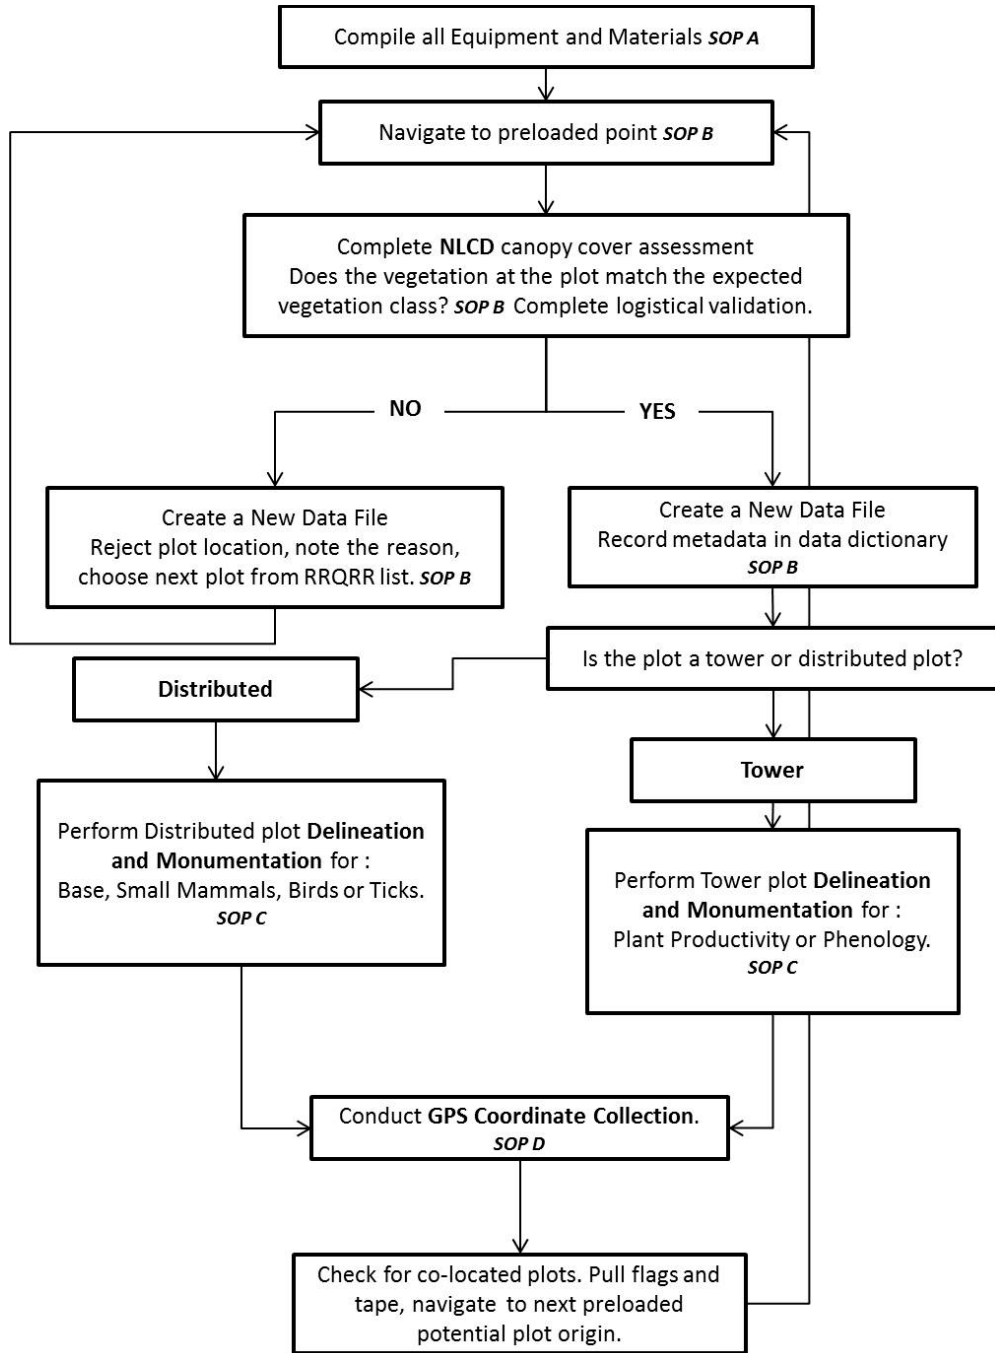 Compile all Equipment and Materials SOP A
Navigate to preloaded point SOP B
Complete NLCD canopy cover assessment
Does the vegetation at the plot match the expected
vegetation class? SOP B Complete logistical validation.
NO
YES
Create a New Data File
Reject plot location, note the reason,
choose next plot from RRQRR list. SOP B
Create a New Data File
Record metadata in data dictionary
SOP B
Is the plot a tower or distributed plot?
Distributed
Tower
Perform Distributed plot Delineation
and Monumentation for :
Base, Small Mammals, Birds or Ticks.
SOP C
Perform Tower plot Delineation
and Monumentation for :
Plant Productivity or Phenology.
SOP C
Conduct GPS Coordinate Collection.
SOP D
Check for co-located plots. Pull flags and
tape, navigate to next preloaded
potential plot origin.